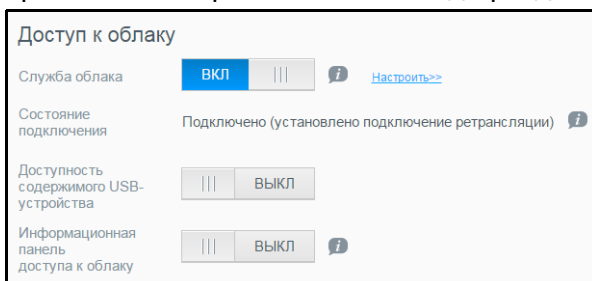 Доступ к облаку
Служба облака ВКЛ Настроить>>
Состояние
подключения
Подключено (установлено подключение ретрансляции)
Доступность
содержимого USB-
устройства
ВЫКЛ
Информационная
панель
доступа к облаку
ВЫКЛ